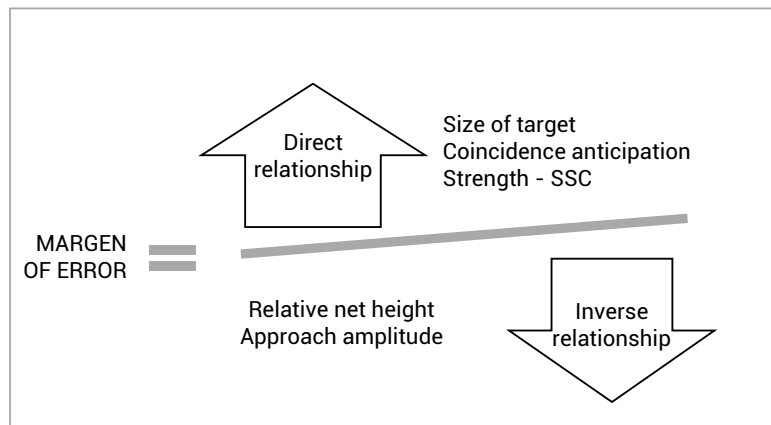 Direct
relationship
Size of target
Coincidence anticipation
Strength - SSC
MARGEN
OF ERROR
Relative net height
Approach amplitude
Inverse
relationship